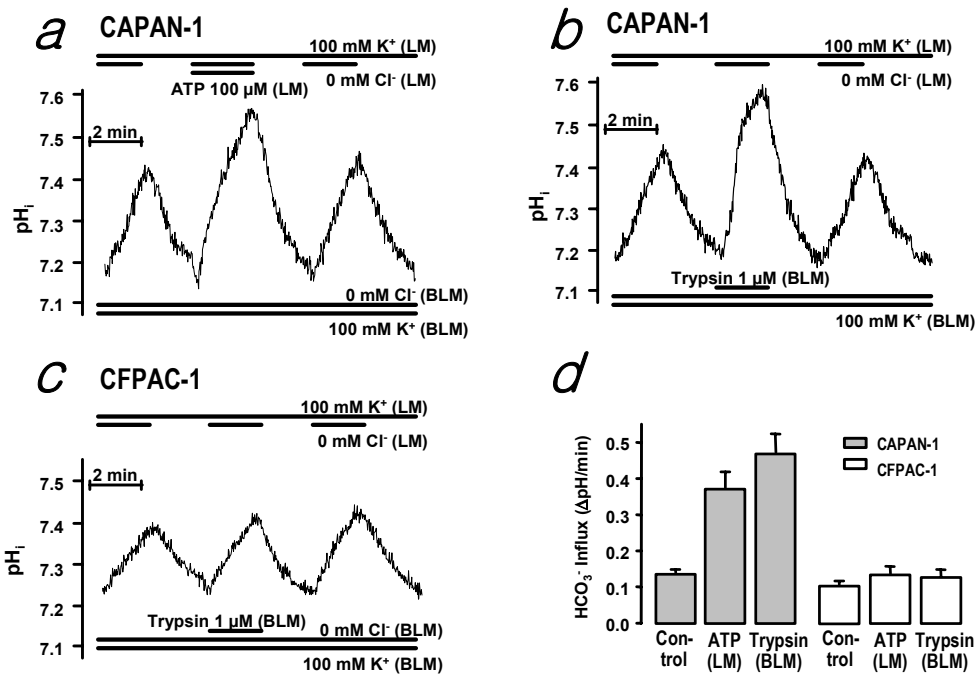 a CAPAN-1
100 mM K⁺ (LM)
0 mM Cl⁻ (LM)
ATP 100 µM (LM)
2 min
pHᵢ
7.6
7.5
7.4
7.3
7.2
7.1
0 mM Cl⁻ (BLM)
100 mM K⁺ (BLM)
b CAPAN-1
100 mM K⁺ (LM)
0 mM Cl⁻ (LM)
2 min
pHᵢ
7.6
7.5
7.4
7.3
7.2
7.1
Trypsin 1 µM (BLM)
100 mM K⁺ (BLM)
c CFPAC-1
100 mM K⁺ (LM)
0 mM Cl⁻ (LM)
2 min
pHᵢ
7.5
7.4
7.3
7.2
7.1
Trypsin 1 µM (BLM)
0 mM Cl⁻ (BLM)
100 mM K⁺ (BLM)
d
CAPAN-1
CFPAC-1
HCO₃⁻ Influx (ΔpH/min)
0.5
0.4
0.3
0.2
0.1
0.0
Con-
trol
ATP
(LM)
Trypsin
(BLM)
Con-
trol
ATP
(LM)
Trypsin
(BLM)